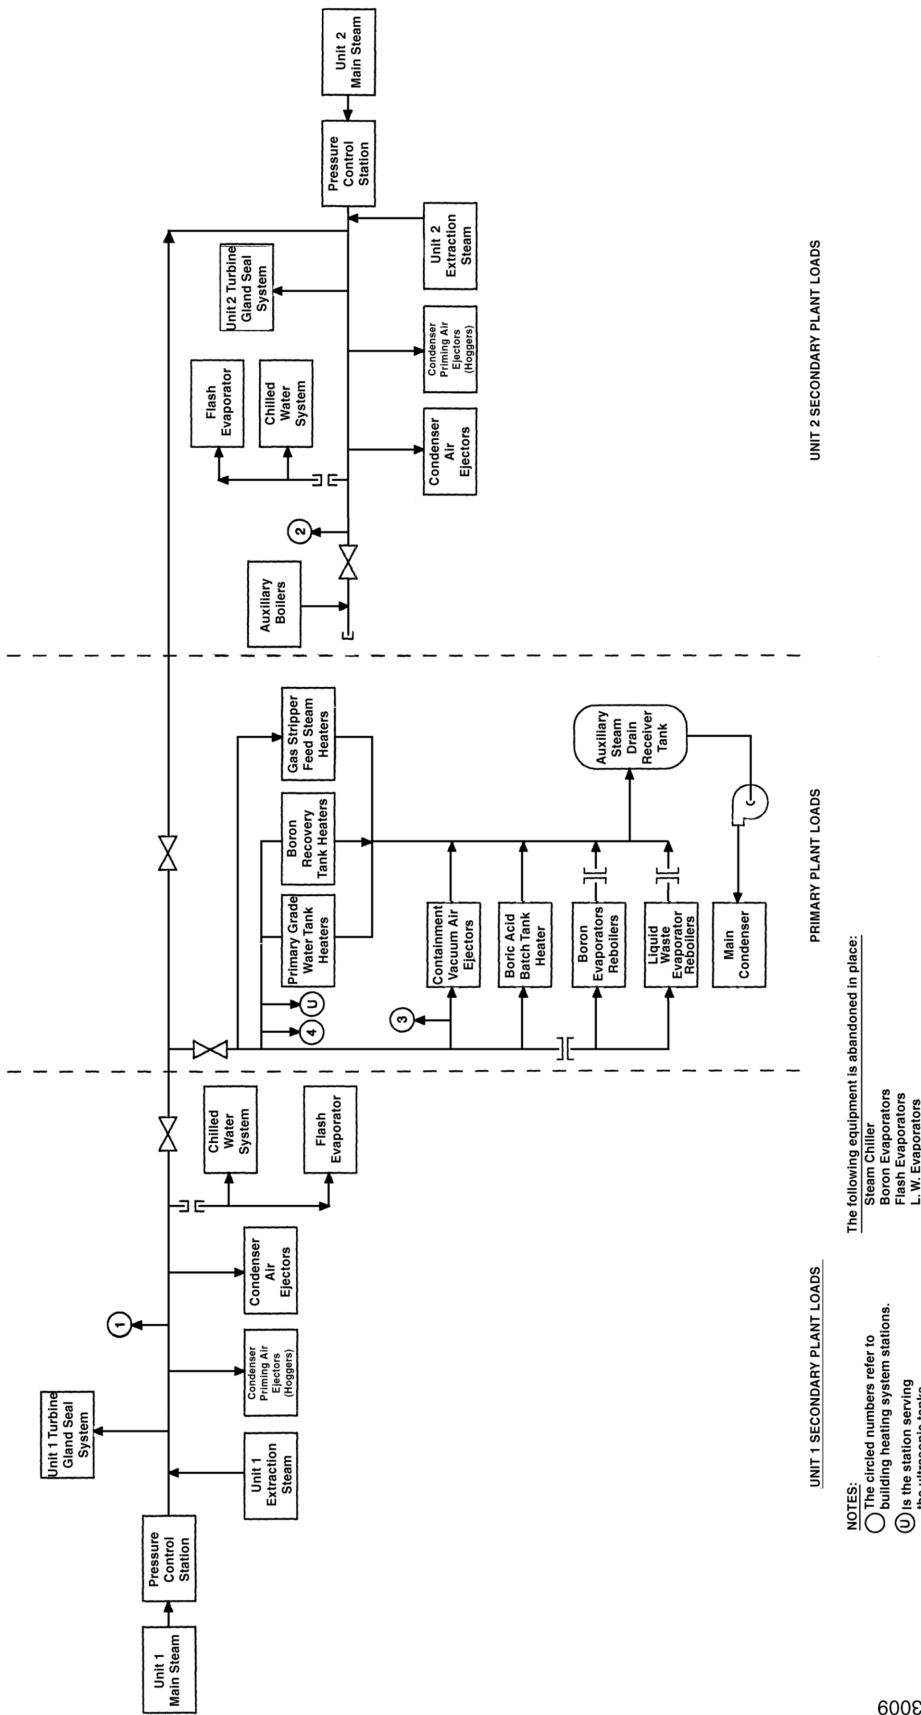 Unit 1
Main Steam
Pressure
Control
Station
Unit 1 Turbine
Gland Seal
System
Unit 1
Extraction
Steam
Condenser
Priming Air
Ejectors
(Hoggers)
1
Condenser
Air
Ejectors
Chilled
Water
System
Flash
Evaporator
UNIT 1 SECONDARY PLANT LOADS
4
U
3
Primary Grade
Water Tank
Heaters
Boron
Recovery
Tank Heaters
Gas Stripper
Feed Steam
Heaters
Containment
Vacuum Air
Ejectors
Boric Acid
Batch Tank
Heater
Boron
Evaporators
Reboilers
Liquid
Waste
Evaporator
Reboilers
Auxiliary
Steam
Drain
Receiver
Tank
Main
Condenser
PRIMARY PLANT LOADS
Auxiliary
Boilers
2
Flash
Evaporator
Chilled
Water
System
Condenser
Air
Ejectors
Unit 2 Turbine
Gland Seal
System
Condenser
Priming Air
Ejectors
(Hoggers)
Unit 2
Extraction
Steam
Pressure
Control
Station
Unit 2
Main Steam
UNIT 2 SECONDARY PLANT LOADS
NOTES:
The circled numbers refer to
building heating system stations.
U Is the station serving
the ultrasonic tanks
The following equipment is abandoned in place:
Steam Chiller
Boron Evaporators
Flash Evaporators
L. W. Evaporators
3009